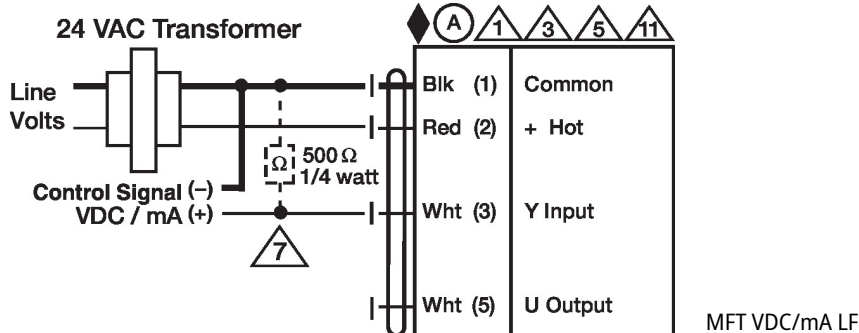 24 VAC Transformer
A 1 3 5 11
Line
Volts
Blk (1) Common
Red (2) + Hot
Ω 500 Ω
1/4 watt
Control Signal (-)
VDC / mA (+)
Wht (3) Y Input
7
Wht (5) U Output
MFT VDC/mA LF